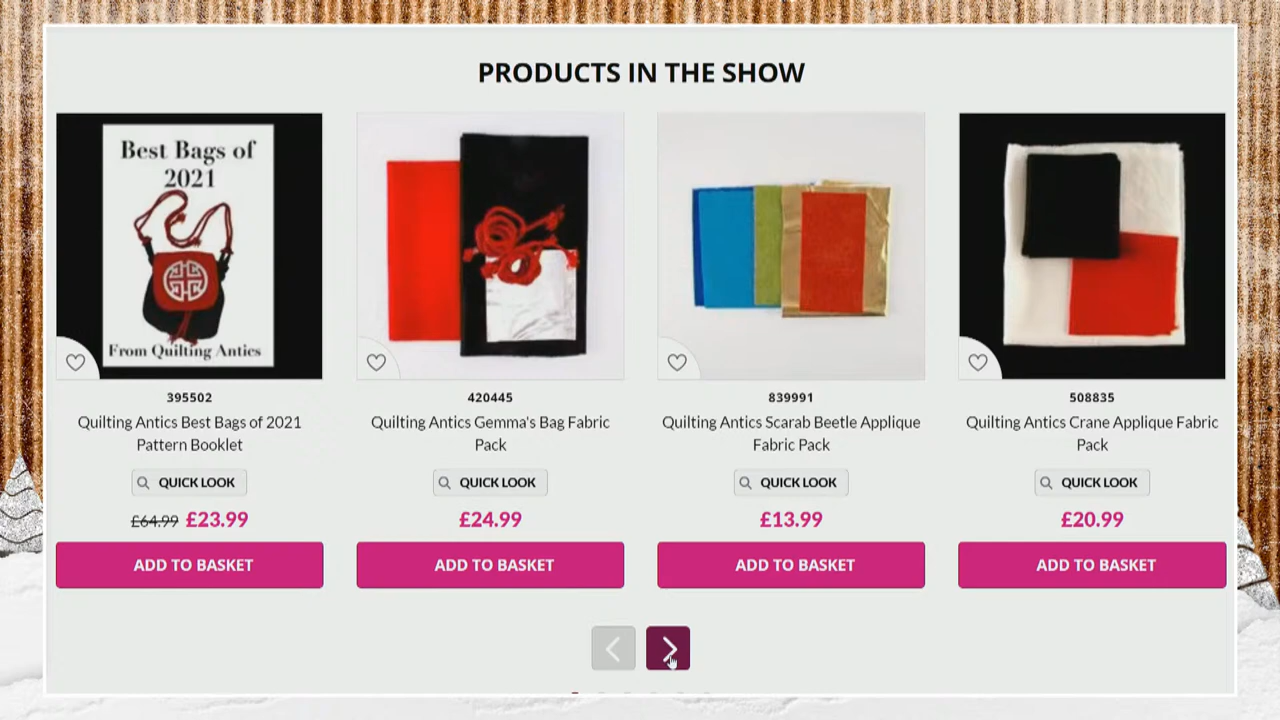 PRODUCTS IN THE SHOW
Best Bags of
2021
From Quilting Antics
395502
Quilting Antics Best Bags of 2021
Pattern Booklet
QUICK LOOK
£64.99 £23.99
ADD TO BASKET
420445
Quilting Antics Gemma's Bag Fabric
Pack
QUICK LOOK
£24.99
ADD TO BASKET
839991
Quilting Antics Scarab Beetle Applique
Fabric Pack
QUICK LOOK
£13.99
ADD TO BASKET
508835
Quilting Antics Crane Applique Fabric
Pack
QUICK LOOK
£20.99
ADD TO BASKET